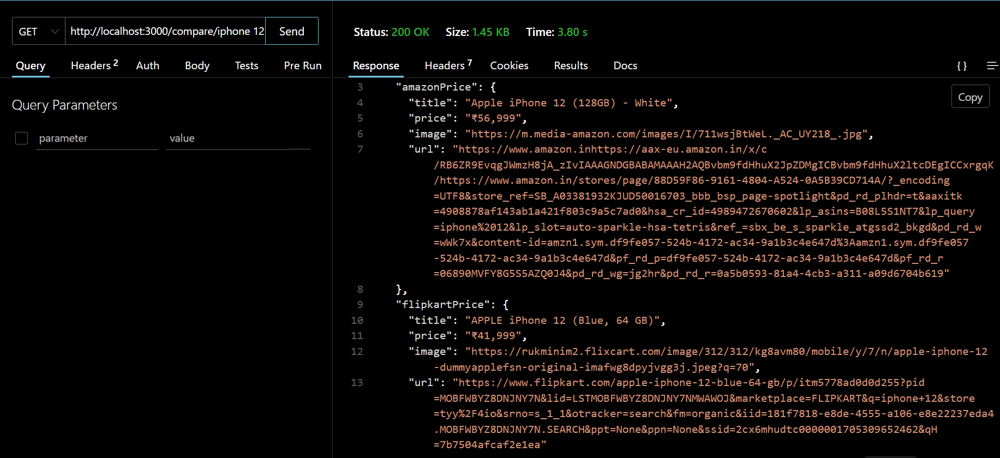 GET http://localhost:3000/compare/iphone 12 Send
Query Headers 2 Auth Body Tests Pre Run
Query Parameters
parameter value
Status: 200 OK Size: 1.45 KB Time: 3.80 s
Response Headers 7 Cookies Results Docs { }
Copy
3 "amazonPrice": {
4 "title": "Apple iPhone 12 (128GB) - White",
5 "price": "₹56,999",
6 "image": "https://m.media-amazon.com/images/I/711wsjBtWeL._AC_UY218_.jpg",
7 "url": "https://www.amazon.inhttps://aax-eu.amazon.in/x/c
/RB6ZR9EvqgJWmzH8jA_zIvIAAAGNDGBABAMAAAH2AQBvbm9fdHhuX2JpZDMgICBvbm9fdHhuX2ltcDEgICCxrgqK
/https://www.amazon.in/stores/page/88D59F86-9161-4804-A524-0A5B39CD714A/?_encoding
=UTF8&store_ref=SB_A03381932KJUD50016703_bbb_bsp_page-spotlight&pd_rd_plhdr=t&aaxitk
=4908878af143ab1a421f803c9a5c7ad0&hsa_cr_id=4989472670602&lp_asins=B08L5S1NT7&lp_query
=iphone%2012&lp_slot=auto-sparkle-hsa-tetris&ref_=sbx_be_s_sparkle_atgssd2_bkgd&pd_rd_w
=wWk7x&content-id=amzn1.sym.df9fe057-524b-4172-ac34-9a1b3c4e647d%3Aamzn1.sym.df9fe057
-524b-4172-ac34-9a1b3c4e647d&pf_rd_p=df9fe057-524b-4172-ac34-9a1b3c4e647d&pf_rd_r
=06890MVFY8G5S5AZQ0J4&pd_rd_wg=jg2hr&pd_rd_r=0a5b0593-81a4-4cb3-a311-a09d6704b619"
8 },
9 "flipkartPrice": {
10 "title": "APPLE iPhone 12 (Blue, 64 GB)",
11 "price": "₹41,999",
12 "image": "https://rukminim2.flixcart.com/image/312/312/kg8avm80/mobile/y/7/n/apple-iphone-12
-dummyapplefsn-original-imafwg8dpyjvgg3j.jpeg?q=70",
13 "url": "https://www.flipkart.com/apple-iphone-12-blue-64-gb/p/itm5778ad0d0d255?pid
=MOBFWBYZ8DNJNY7N&lid=LSTMOBFWBYZ8DNJNY7NMWAWOJ&marketplace=FLIPKART&q=iphone+12&store
=tyy%2F4io&srno=s_1_1&otracker=search&fm=organic&iid=181f7818-e8de-4555-a106-e8e22237eda4
.MOBFWBYZ8DNJNY7N.SEARCH&ppt=None&ppn=None&ssid=2cx6mhudtc0000001705309652462&qH
=7b7504afcaf2e1ea"